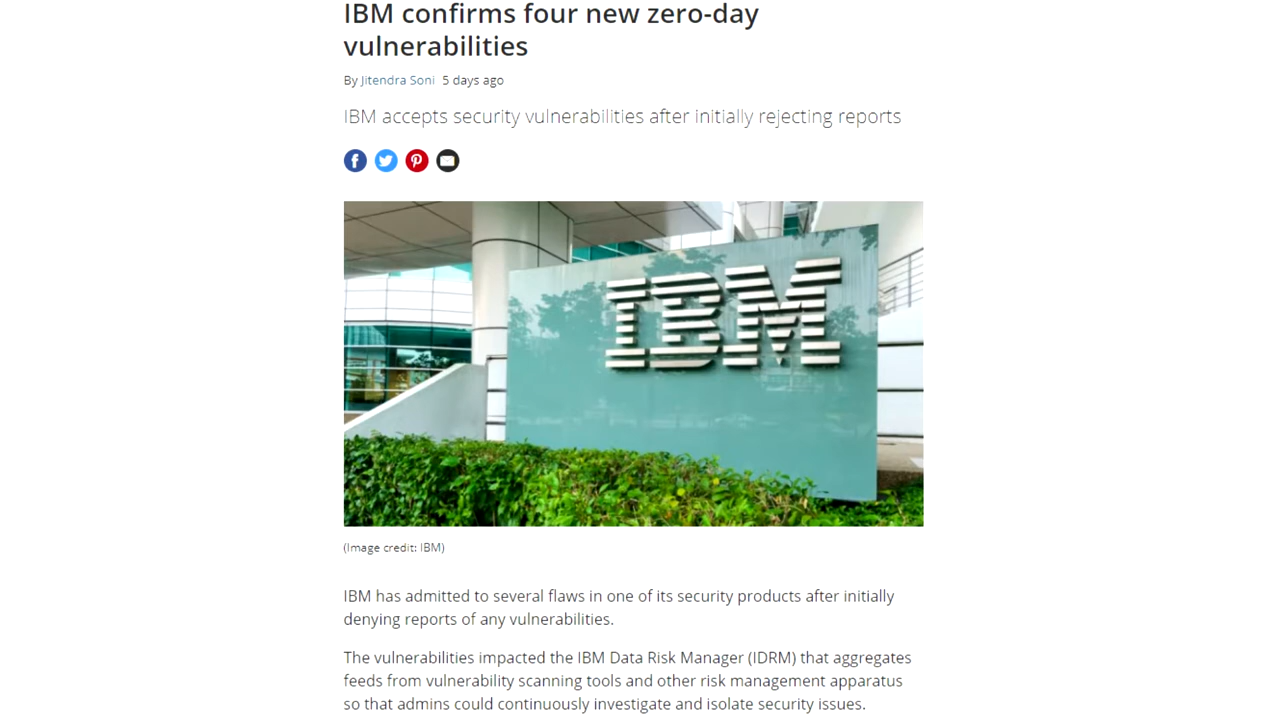 IBM confirms four new zero-day
vulnerabilities
By Jitendra Soni 5 days ago
IBM accepts security vulnerabilities after initially rejecting reports
IBM
(Image credit: IBM)
IBM has admitted to several flaws in one of its security products after initially
denying reports of any vulnerabilities.
The vulnerabilities impacted the IBM Data Risk Manager (IDRM) that aggregates
feeds from vulnerability scanning tools and other risk management apparatus
so that admins could continuously investigate and isolate security issues.